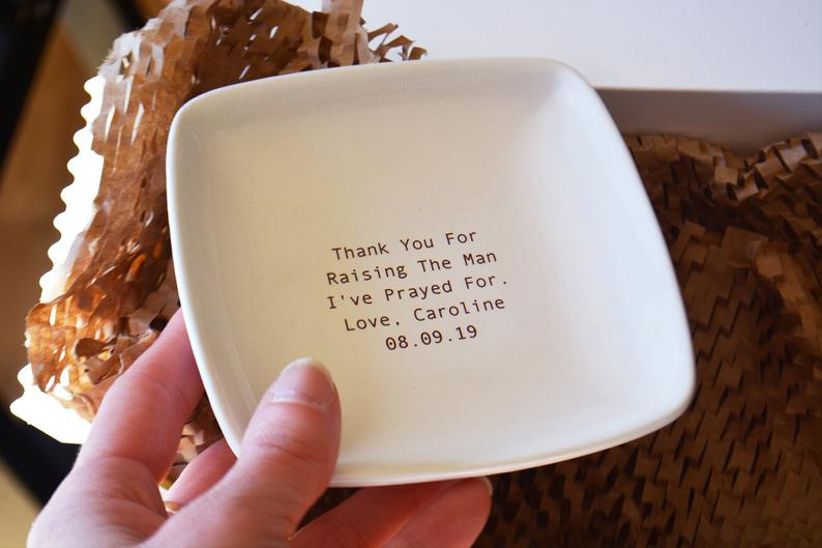 Thank You For
Raising The Man
I've Prayed For.
Love, Caroline
08.09.19